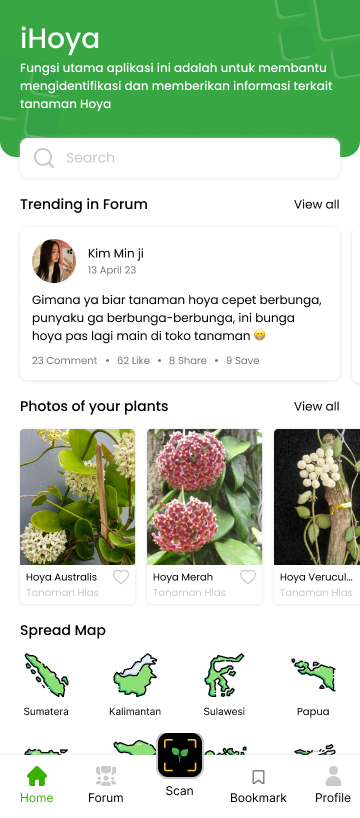 iHoya
Fungsi utama aplikasi ini adalah untuk membantu
mengidentifikasi dan memberikan informasi terkait
tanaman Hoya
Search
Trending in Forum View all
Kim Min ji
13 April 23
Gimana ya biar tanaman hoya cepet berbunga,
punyaku ga berbunga-berbunga, ini bunga
hoya pas lagi main di toko tanaman 😁
23 Comment • 62 Like • 8 Share • 9 Save
Photos of your plants View all
Hoya Australis Hoya Merah Hoya Verucul...
Tanaman Hias Tanaman Hias Tanaman Hias
Spread Map
Sumatera Kalimantan Sulawesi Papua
Home Forum Scan Bookmark Profile